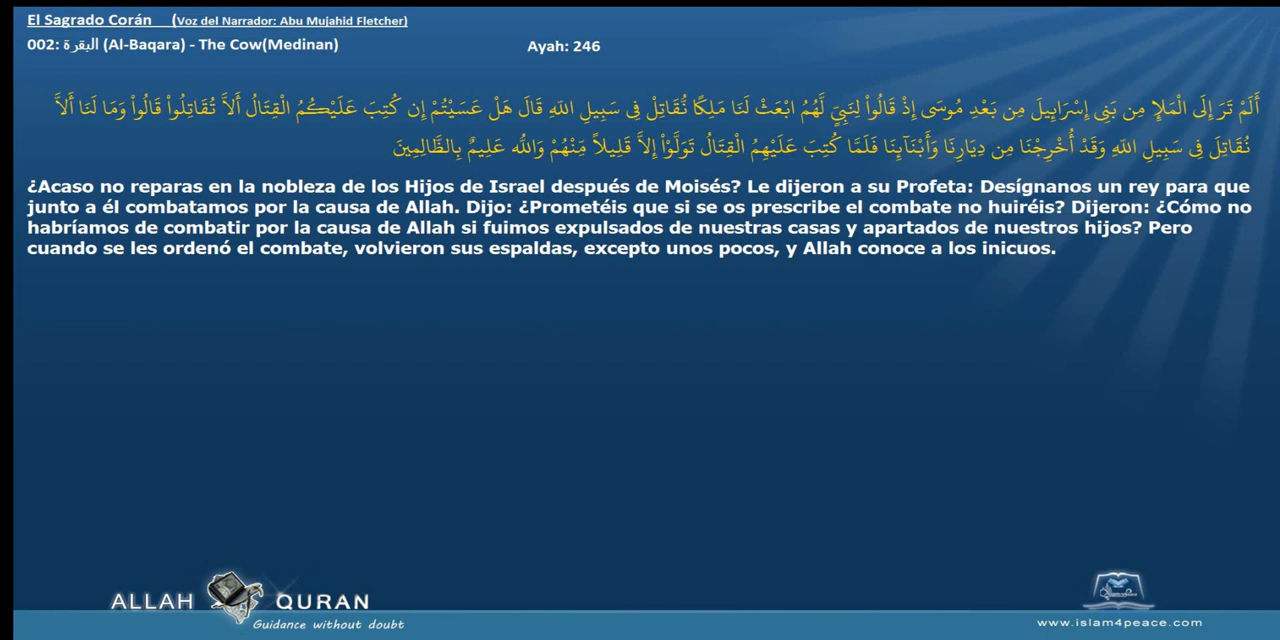 El Sagrado Corán (Voz del Narrador: Abu Mujahid Fletcher)
002: البقرة (Al-Baqara) - The Cow(Medinan) Ayah: 246
أَلَمْ تَرَ إِلَى الْمَلإِ مِن بَنِي إِسْرَائِيلَ مِن بَعْدِ مُوسَى إِذْ قَالُواْ لِنَبِيٍّ لَّهُمُ ابْعَثْ لَنَا مَلِكًا نُّقَاتِلْ فِي سَبِيلِ اللّهِ قَالَ هَلْ عَسَيْتُمْ إِن كُتِبَ عَلَيْكُمُ الْقِتَالُ أَلاَّ تُقَاتِلُواْ قَالُواْ وَمَا لَنَا أَلاَّ
نُقَاتِلَ فِي سَبِيلِ اللّهِ وَقَدْ أُخْرِجْنَا مِن دِيَارِنَا وَأَبْنَآئِنَا فَلَمَّا كُتِبَ عَلَيْهِمُ الْقِتَالُ تَوَلَّوْاْ إِلاَّ قَلِيلاً مِّنْهُمْ وَاللّهُ عَلِيمٌ بِالظَّالِمِينَ
¿Acaso no reparas en la nobleza de los Hijos de Israel después de Moisés? Le dijeron a su Profeta: Desígnanos un rey para que
junto a él combatamos por la causa de Allah. Dijo: ¿Prometéis que si se os prescribe el combate no huiréis? Dijeron: ¿Cómo no
habríamos de combatir por la causa de Allah si fuimos expulsados de nuestras casas y apartados de nuestros hijos? Pero
cuando se les ordenó el combate, volvieron sus espaldas, excepto unos pocos, y Allah conoce a los inicuos.
ALLAH QURAN
Guidance without doubt
www.islam4peace.com